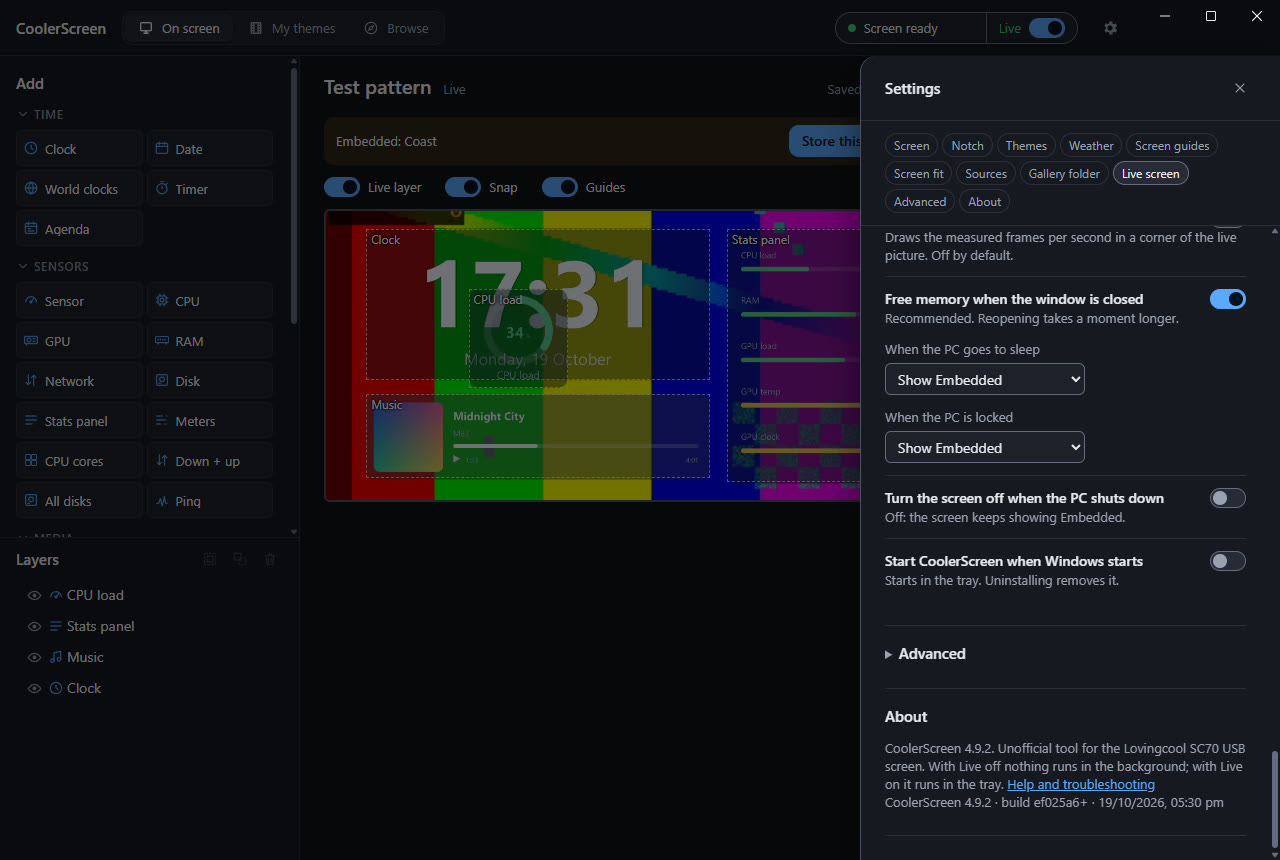 CoolerScreen
On screen
My themes
Browse
Screen ready
Live
Add
TIME
Clock
Date
World clocks
Timer
Agenda
SENSORS
Sensor
CPU
GPU
RAM
Network
Disk
Stats panel
Meters
CPU cores
Down + up
All disks
Ping
MEDIA
Layers
CPU load
Stats panel
Music
Clock
Test pattern
Live
Saved
Embedded: Coast
Store this
Live layer
Snap
Guides
Clock
17:31
CPU load
34
Monday, 19 October
CPU load
Music
Midnight City
M83
1:23
4:01
Stats panel
CPU load
RAM
GPU load
GPU temp
GPU clock
Settings
Screen
Notch
Themes
Weather
Screen guides
Screen fit
Sources
Gallery folder
Live screen
Advanced
About
Draws the measured frames per second in a corner of the live
picture. Off by default.
Free memory when the window is closed
Recommended. Reopening takes a moment longer.
When the PC goes to sleep
Show Embedded
When the PC is locked
Show Embedded
Turn the screen off when the PC shuts down
Off: the screen keeps showing Embedded.
Start CoolerScreen when Windows starts
Starts in the tray. Uninstalling removes it.
Advanced
About
CoolerScreen 4.9.2. Unofficial tool for the Lovingcool SC70 USB
screen. With Live off nothing runs in the background; with Live
on it runs in the tray. Help and troubleshooting
CoolerScreen 4.9.2 · build ef025a6+ · 19/10/2026, 05:30 pm